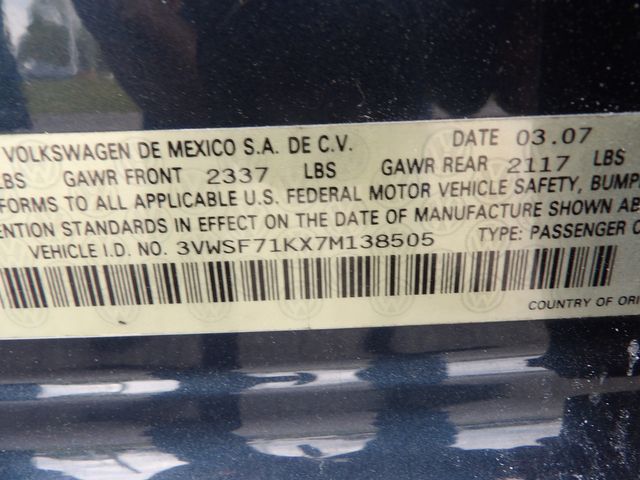 VOLKSWAGEN DE MEXICO S.A. DE C.V. DATE 03.07
LBS GAWR FRONT 2337 LBS GAWR REAR 2117 LBS
FORMS TO ALL APPLICABLE U.S. FEDERAL MOTOR VEHICLE SAFETY, BUMP
ENTION STANDARDS IN EFFECT ON THE DATE OF MANUFACTURE SHOWN AB
VEHICLE I.D. NO. 3VWSF71KX7M138505 TYPE: PASSENGER C
COUNTRY OF ORI